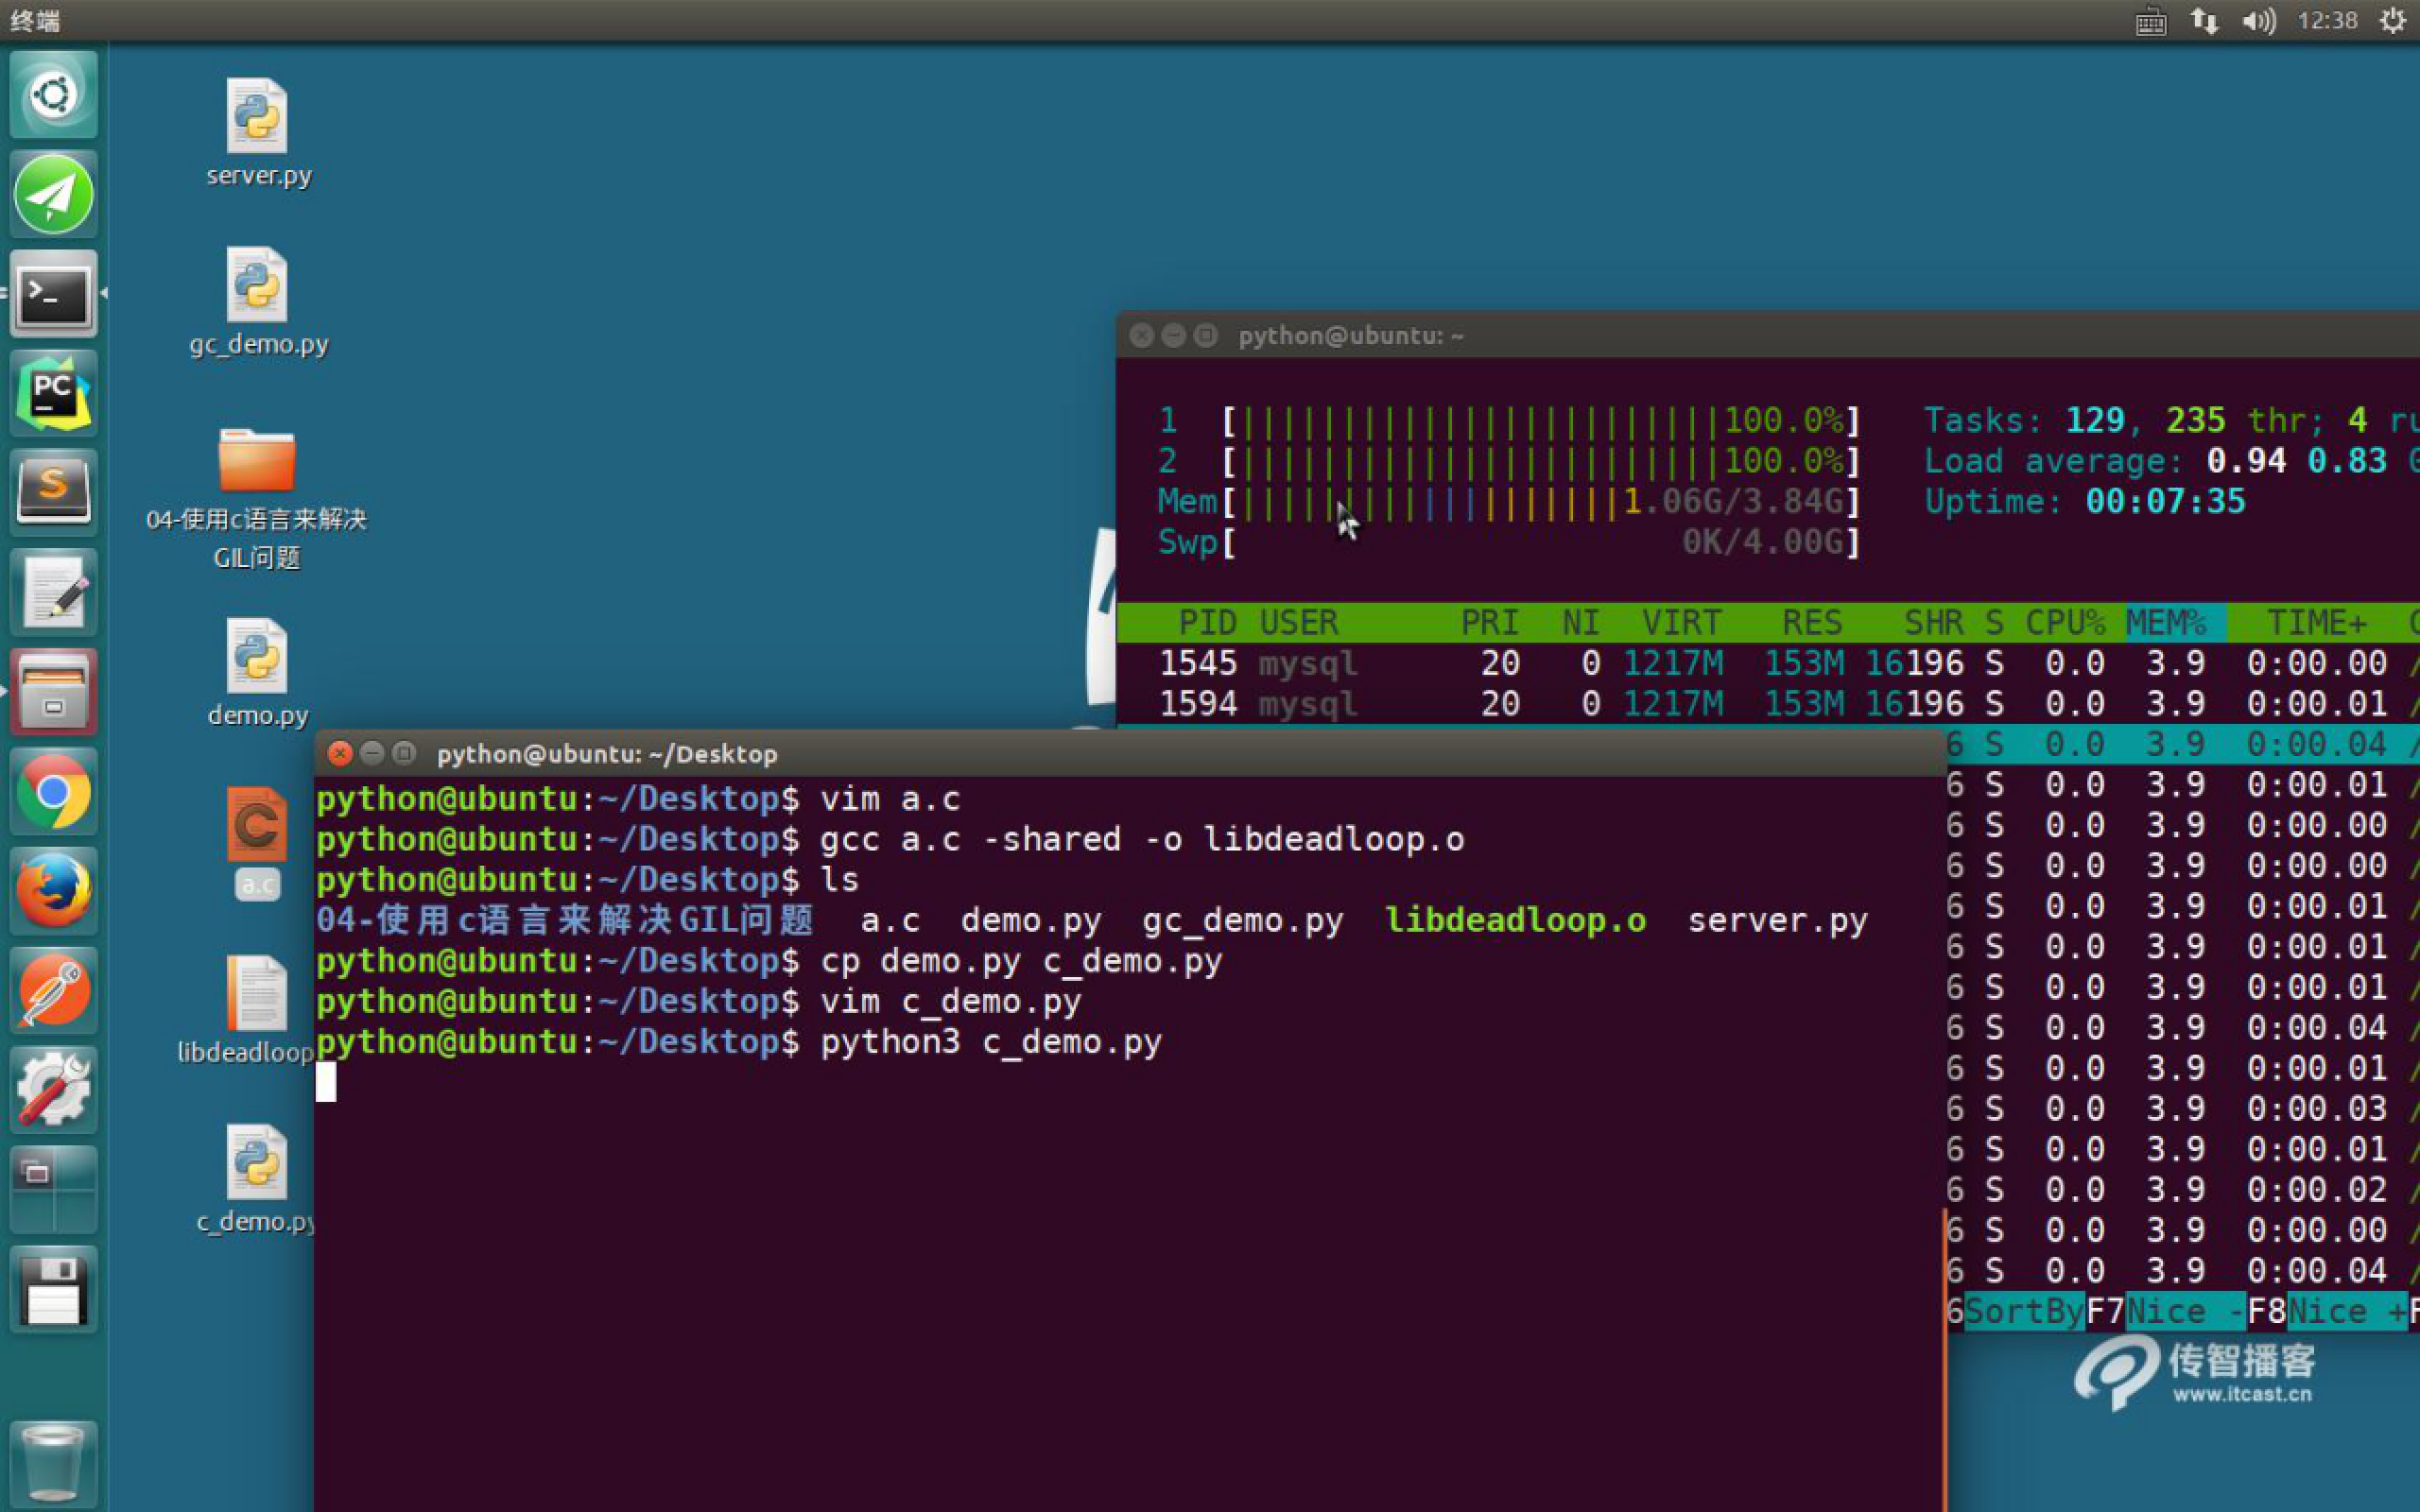 终端
12:38
server.py
gc_demo.py
04-使用c语言来解决
GIL问题
demo.py
a.c
libdeadloop
c_demo.py
python@ubuntu: ~
1 [||||||||||||||||||||||||100.0%]
2 [||||||||||||||||||||||||100.0%]
Mem[|||||||||||||||||||1.06G/3.84G]
Swp[ 0K/4.00G]
Tasks: 129, 235 thr; 4 ru
Load average: 0.94 0.83
Uptime: 00:07:35
PID USER PRI NI VIRT RES SHR S CPU% MEM% TIME+
1545 mysql 20 0 1217M 153M 16196 S 0.0 3.9 0:00.00 /
1594 mysql 20 0 1217M 153M 16196 S 0.0 3.9 0:00.01 /
6 S 0.0 3.9 0:00.04 /
6 S 0.0 3.9 0:00.01 /
6 S 0.0 3.9 0:00.00 /
6 S 0.0 3.9 0:00.00 /
6 S 0.0 3.9 0:00.01 /
6 S 0.0 3.9 0:00.01 /
6 S 0.0 3.9 0:00.01 /
6 S 0.0 3.9 0:00.04 /
6 S 0.0 3.9 0:00.01 /
6 S 0.0 3.9 0:00.03 /
6 S 0.0 3.9 0:00.01 /
6 S 0.0 3.9 0:00.02 /
6 S 0.0 3.9 0:00.00 /
6 S 0.0 3.9 0:00.04 /
6SortByF7Nice -F8Nice +F
python@ubuntu: ~/Desktop
python@ubuntu:~/Desktop$ vim a.c
python@ubuntu:~/Desktop$ gcc a.c -shared -o libdeadloop.o
python@ubuntu:~/Desktop$ ls
04-使用c语言来解决GIL问题 a.c demo.py gc_demo.py libdeadloop.o server.py
python@ubuntu:~/Desktop$ cp demo.py c_demo.py
python@ubuntu:~/Desktop$ vim c_demo.py
python@ubuntu:~/Desktop$ python3 c_demo.py
传智播客
www.itcast.cn